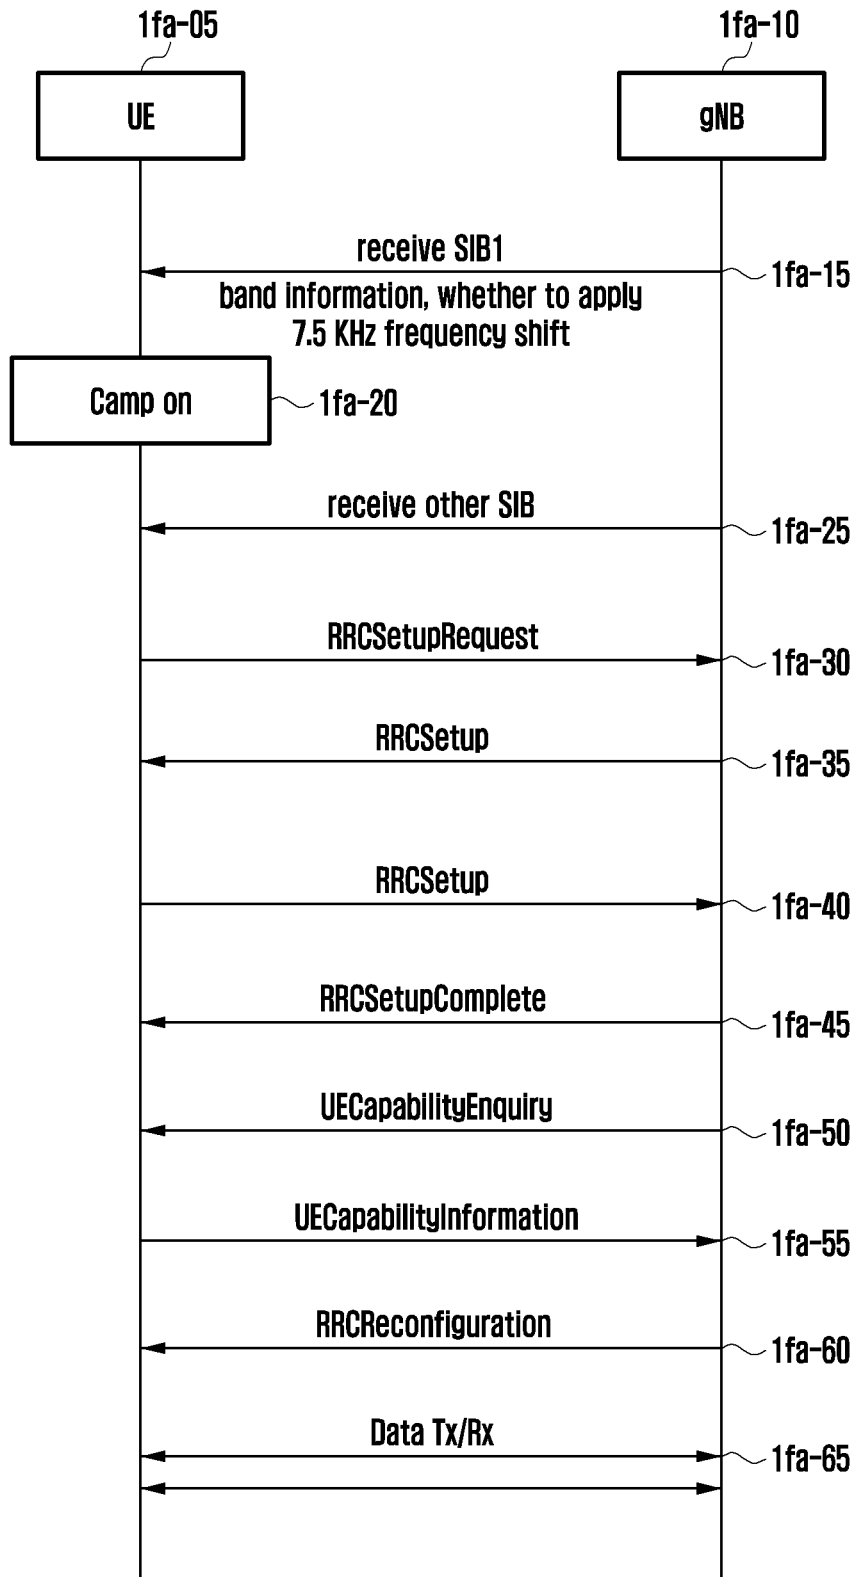 1fa-05
1fa-10
UE
gNB
receive SIB1
1fa-15
band information, whether to apply
7.5 KHz frequency shift
Camp on
1fa-20
receive other SIB
1fa-25
RRCSetupRequest
1fa-30
RRCSetup
1fa-35
RRCSetup
1fa-40
RRCSetupComplete
1fa-45
UECapabilityEnquiry
1fa-50
UECapabilityInformation
1fa-55
RRCReconfiguration
1fa-60
Data Tx/Rx
1fa-65